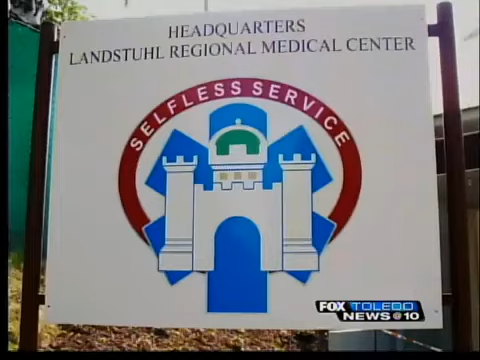 HEADQUARTERS
LANDSTUHL REGIONAL MEDICAL CENTER
SELFLESS SERVICE
FOX TOLEDO
NEWS @ 10